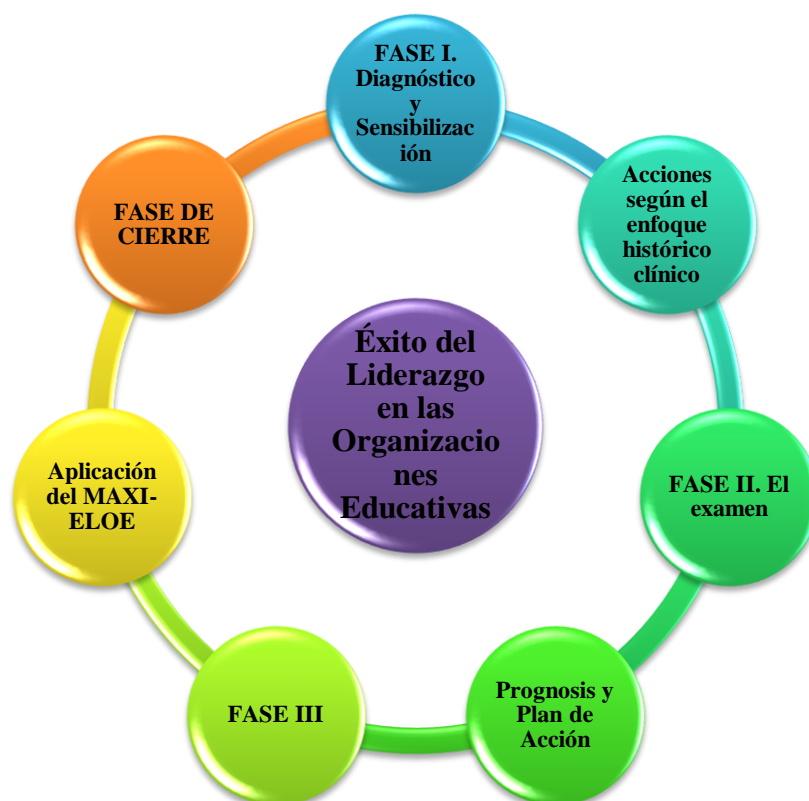 FASE I.
Diagnóstico
y
Sensibilizac
ión
Acciones
según el
enfoque
histórico
clínico
FASE II. El
examen
Prognosis y
Plan de
Acción
FASE III
Aplicación
del MAXI-
ELOE
FASE DE
CIERRE
Éxito del
Liderazgo
en las
Organizacio
nes
Educativas